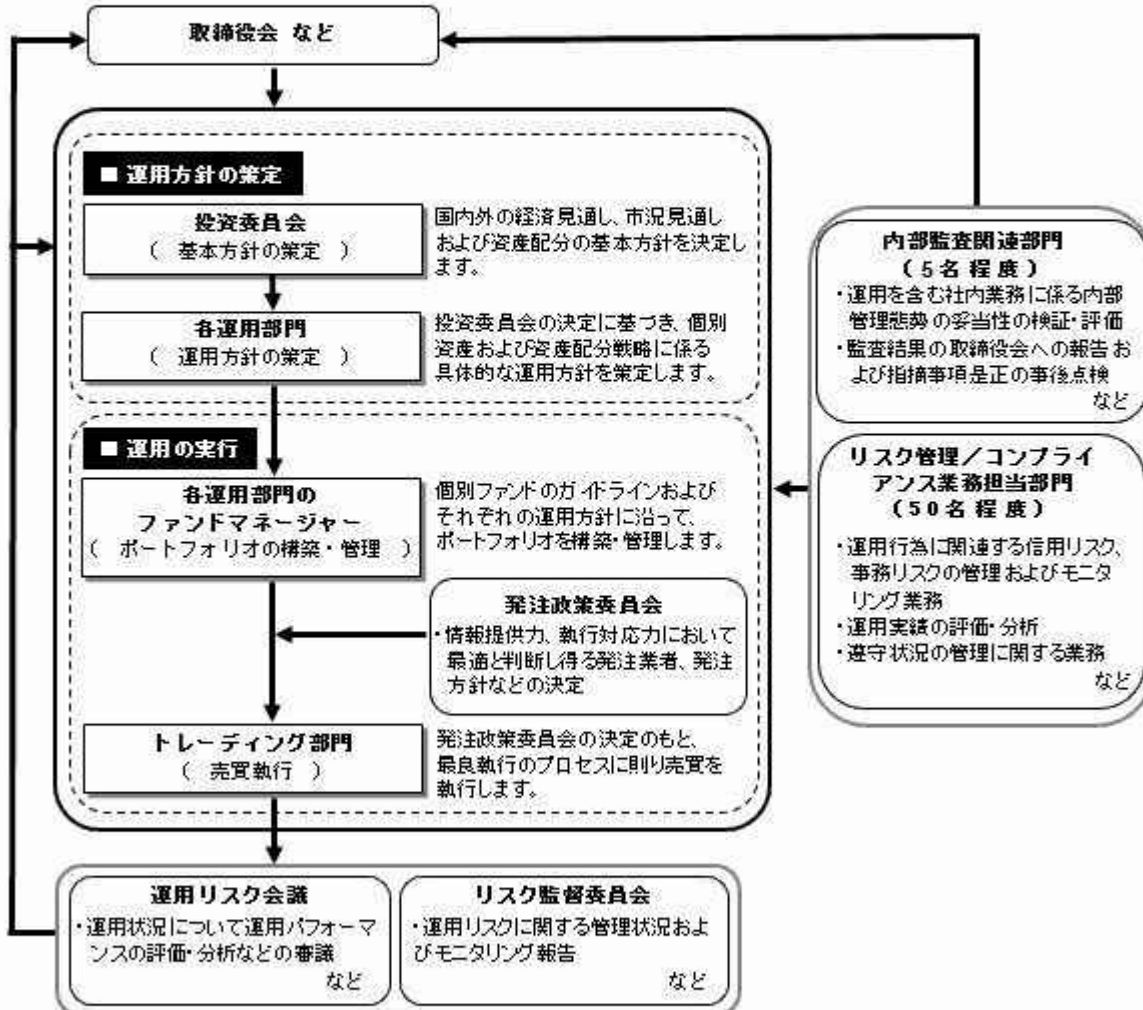 取締役会 など
■ 運用方針の策定
投資委員会
( 基本方針の策定 )
国内外の経済見通し、市況見通し
および資産配分の基本方針を決定し
ます。
各運用部門
( 運用方針の策定 )
投資委員会の決定に基づき、個別
資産および資産配分戦略に係る
具体的な運用方針を策定します。
■ 運用の実行
各運用部門の
ファンドマネージャー
( ポートフォリオの構築・管理 )
個別ファンドのガイドラインおよび
それぞれの運用方針に沿って、
ポートフォリオを構築・管理します。
発注政策委員会
・情報提供力、執行対応力において
最適と判断し得る発注業者、発注
方針などの決定
トレーディング部門
( 売買執行 )
発注政策委員会の決定のもと、
最良執行のプロセスに則り売買を
執行します。
運用リスク会議
・運用状況について運用パフォーマ
ンスの評価・分析などの審議
など
リスク監督委員会
・運用リスクに関する管理状況およ
びモニタリング報告
など
内部監査関連部門
(5名程度)
・運用を含む社内業務に係る内部
管理態勢の妥当性の検証・評価
・監査結果の取締役会への報告お
よび指摘事項是正の事後点検
など
リスク管理/コンプライ
アンス業務担当部門
(50名程度)
・運用行為に関連する信用リスク、
事務リスクの管理およびモニタ
リング業務
・運用実績の評価・分析
・遵守状況の管理に関する業務
など